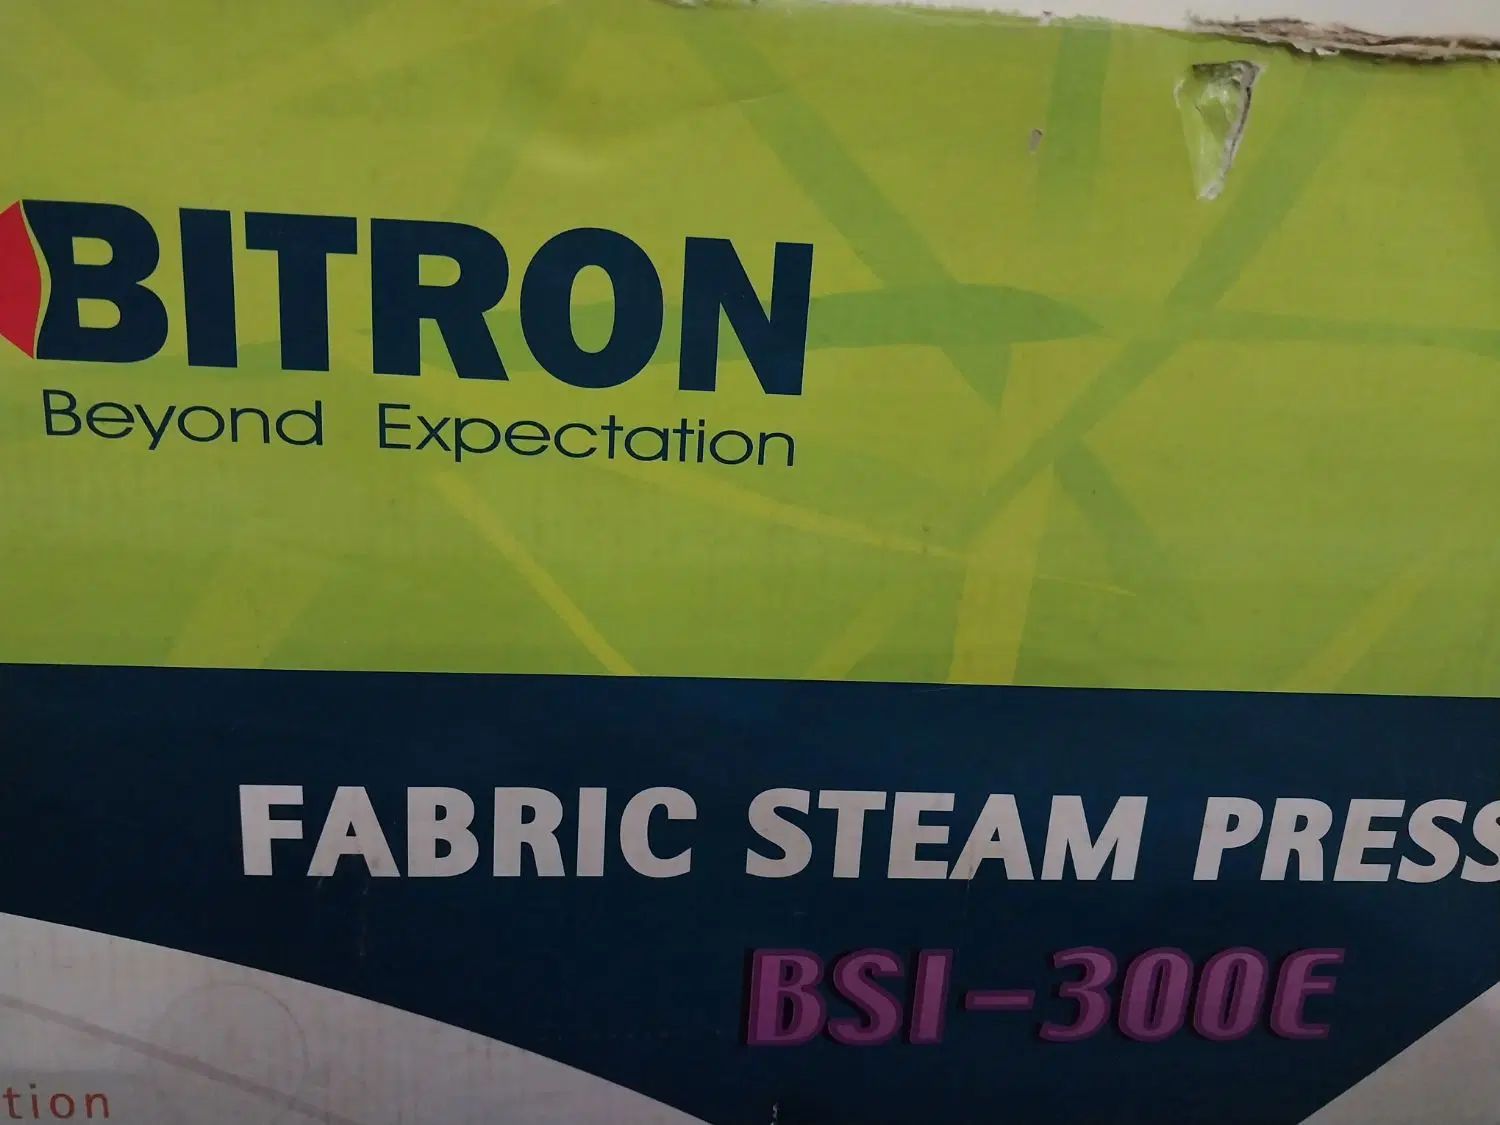 BITRON
Beyond Expectation
FABRIC STEAM PRESS
BSI-300E
tion